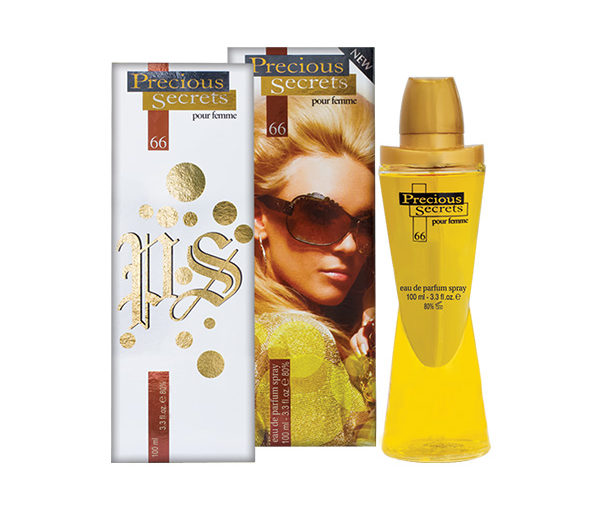 Precious
Secrets
pour femme
66
ps
100 ml 3.3 fl oz. e 80%
NEW
Precious
Secrets
pour femme
66
eau de parfum spray
100 ml - 3.3 fl oz. e 80%
Precious
Secrets
pour femme
66
eau de parfum spray
100 ml - 3.3 fl oz. e
80%